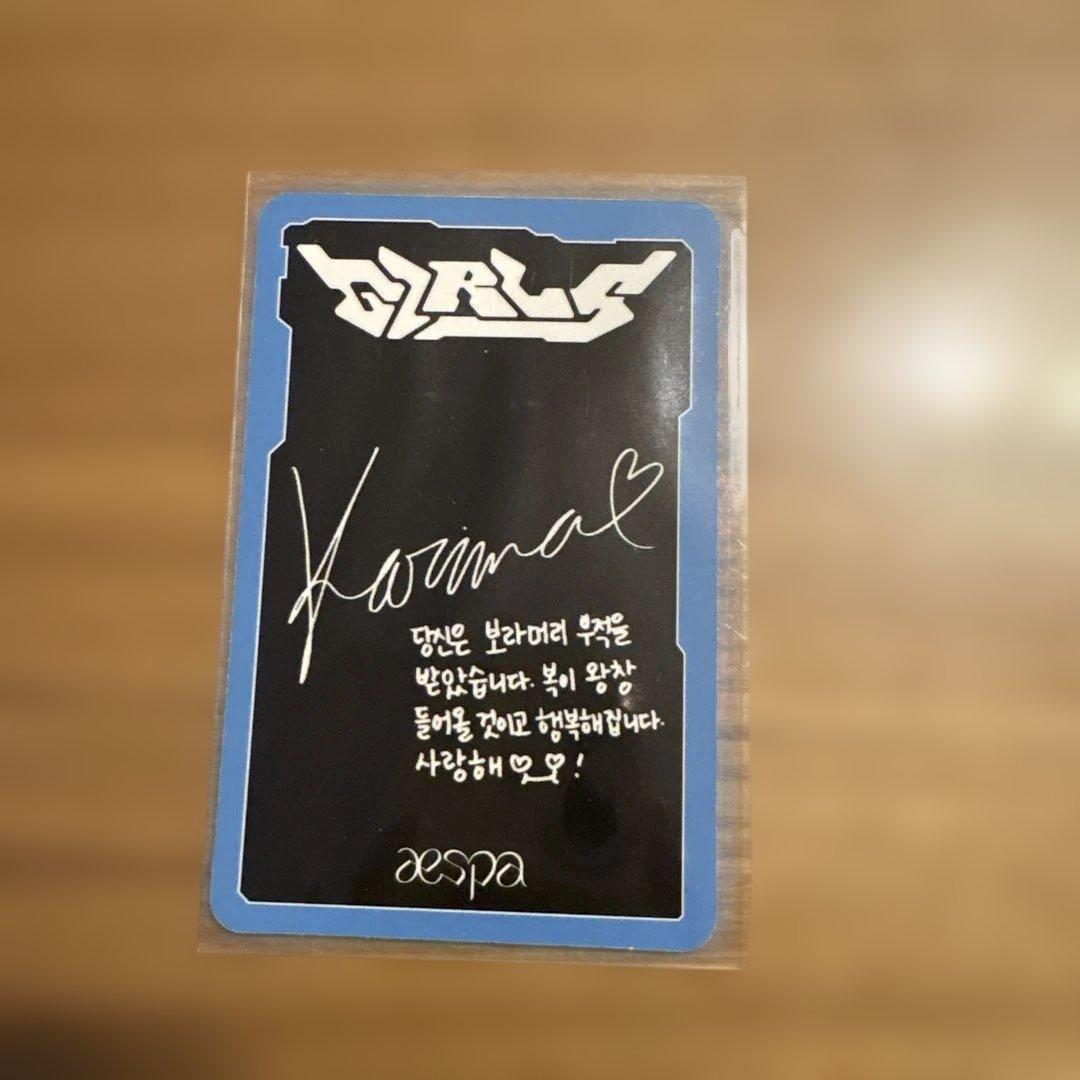 GIRLS
Karina
당신은 보라머리 부적을
받았습니다. 복이 왕창
들어올 것이고 행복해집니다.
사랑해 ♡ ♡ !
aespa